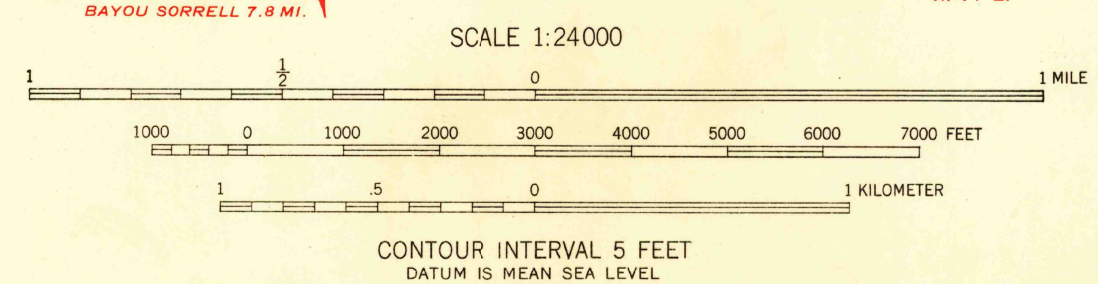 BAYOU SORRELL 7.8 MI.
SCALE 1:24000
1 1/2 0 1 MILE
1000 0 1000 2000 3000 4000 5000 6000 7000 FEET
1 .5 0 1 KILOMETER
CONTOUR INTERVAL 5 FEET
DATUM IS MEAN SEA LEVEL